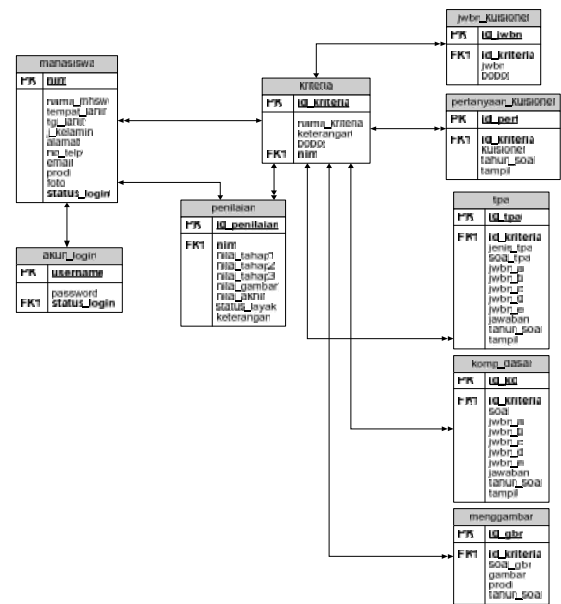 mahasiswa
PK nim
nama_mhsw
tempat_lahir
tgl_lahir
j_kelamin
alamat
no_telp
email
prodi
foto
status_login
akun_login
PK username
password
FK1 status_login
kriteria
PK id_kriteria
nama_kriteria
keterangan
bobot
FK1 nim
penilaian
PK id_penilaian
FK1 nim
nilai_tahap1
nilai_tahap2
nilai_tahap3
nilai_gambar
nilai_akhir
status_layak
keterangan
jwbn_kuisioner
PK id_jwbn
FK1 id_kriteria
jwbn
bobot
pertanyaan_kuisioner
PK id_pert
FK1 id_kriteria
kuisioner
tahun_soal
tampil
tpa
PK id_tpa
FK1 id_kriteria
jenis_tpa
soal_tpa
jwbn_a
jwbn_b
jwbn_c
jwbn_d
jwbn_e
jawaban
tahun_soal
tampil
komp_dasar
PK id_kd
FK1 id_kriteria
soal
jwbn_a
jwbn_b
jwbn_c
jwbn_d
jwbn_e
jawaban
tahun_soal
tampil
menggambar
PK id_gbr
FK1 id_kriteria
soal_gbr
gambar
prodi
tahun_soal